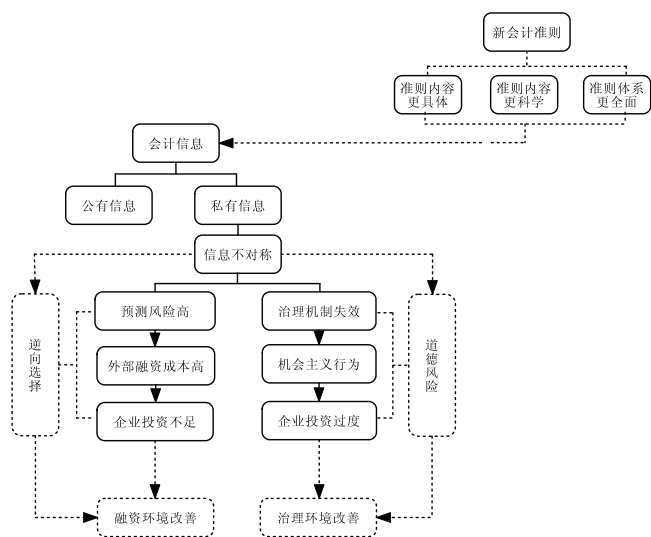 新会计准则
准则内容
更具体
准则内容
更科学
准则体系
更全面
会计信息
公有信息
私有信息
信息不对称
预测风险高
治理机制失效
逆向选择
道德风险
外部融资成本高
机会主义行为
企业投资不足
企业投资过度
融资环境改善
治理环境改善